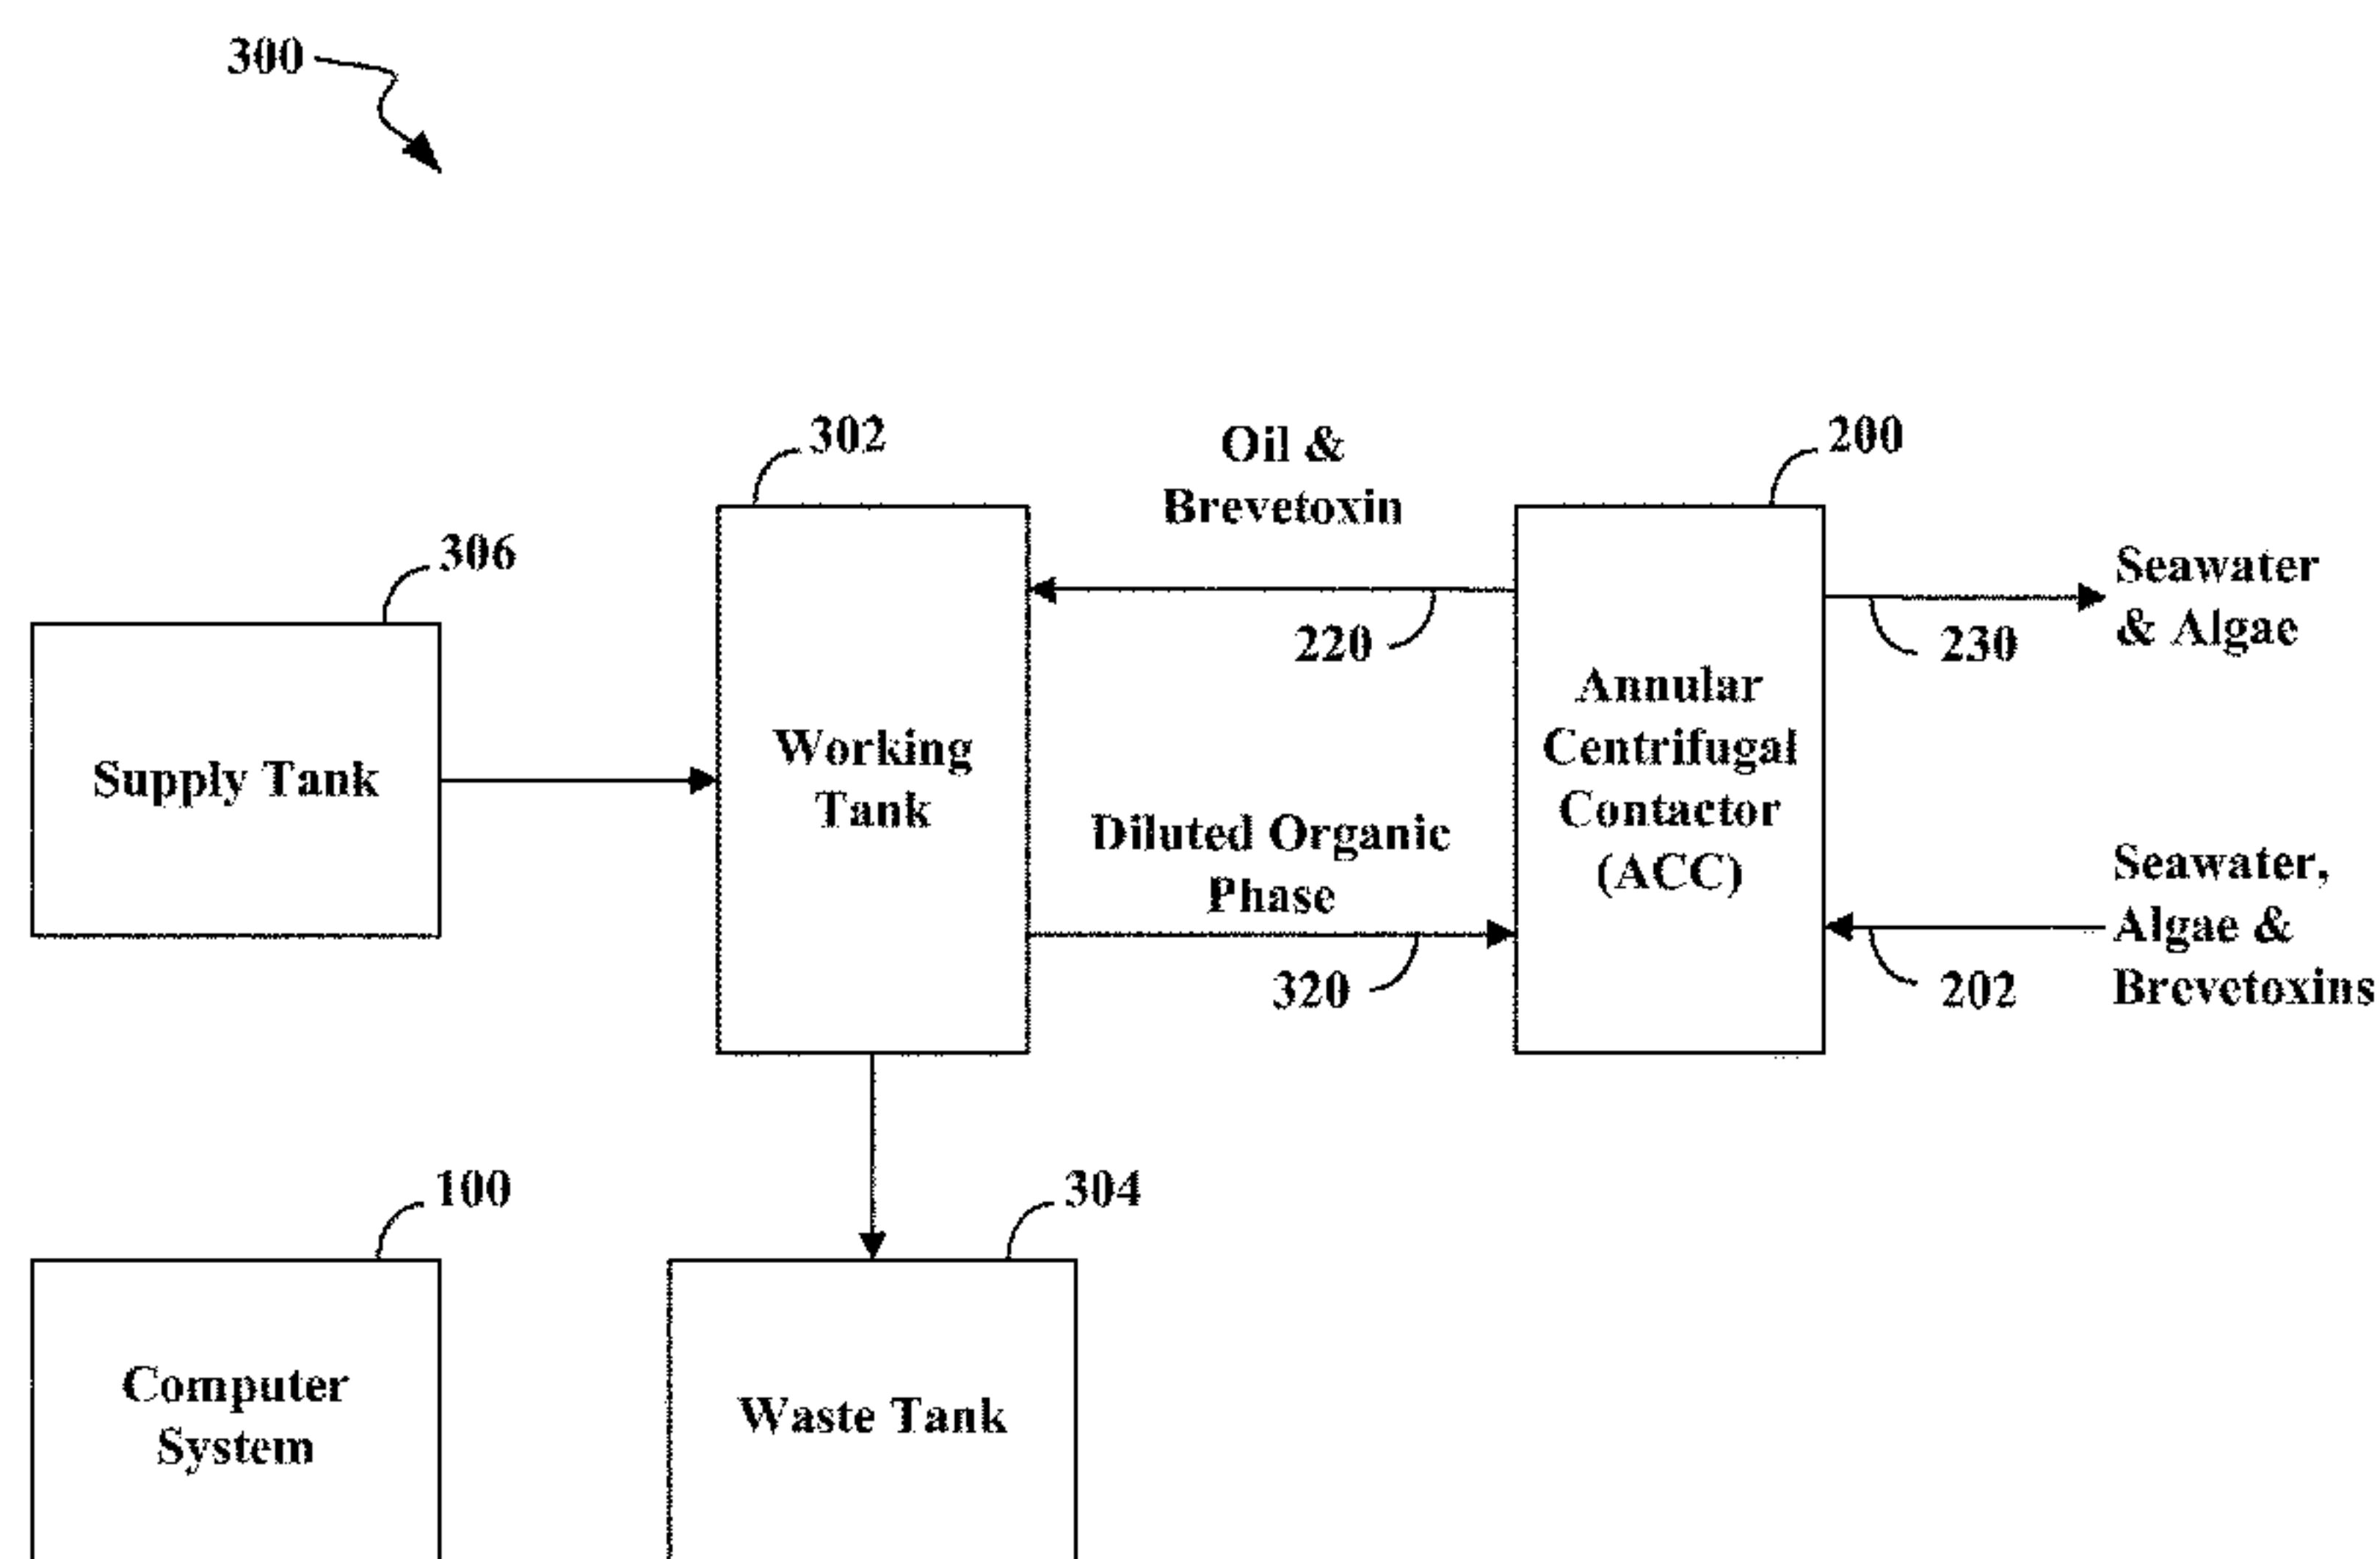 300
302
Oil &
Brevetoxin
200
306
Seawater
& Algae
220
230
Supply Tank
Working
Tank
Annular
Centrifugal
Contactor
(ACC)
Diluted Organic
Phase
320
Seawater,
Algae &
Brevetoxins
202
100
304
Computer
System
Waste Tank